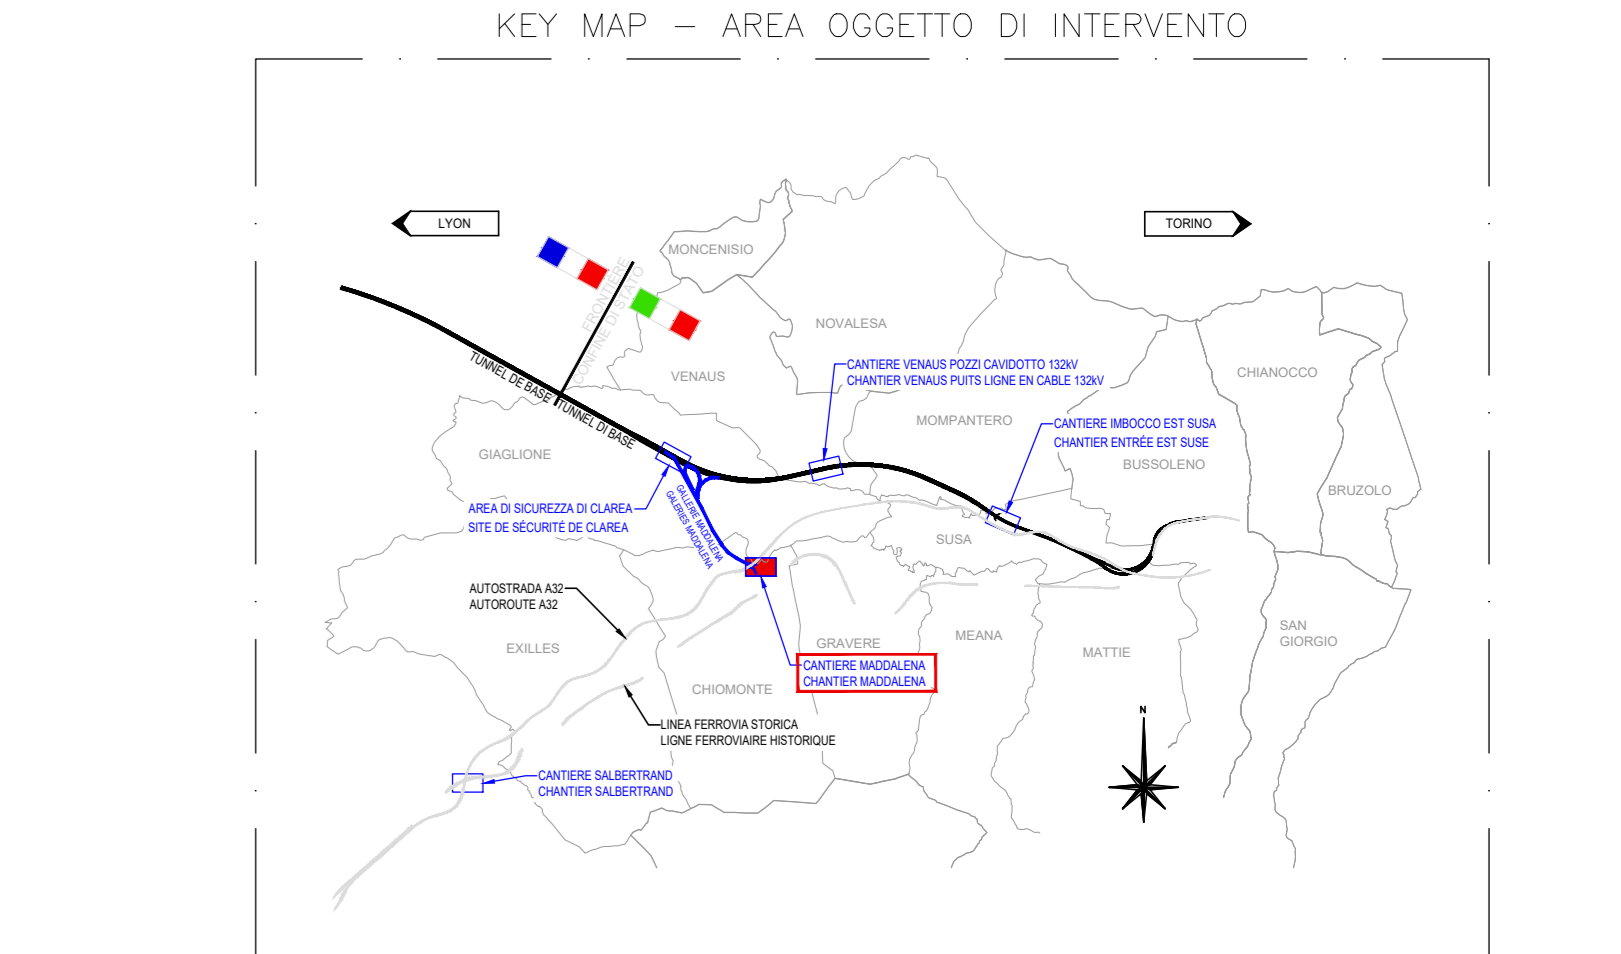 KEY MAP - AREA OGGETTO DI INTERVENTO
LYON
TORINO
MONCENISIO
FRONTIERE
CONFINE DI STATO
NOVALESA
VENAUS
CANTIERE VENAUS POZZI CAVIDOTTO 132kV
CHANTIER VENAUS PUITS LIGNE EN CABLE 132kV
CHIANOCCO
TUNNEL DE BASE
TUNNEL DI BASE
MOMPANTERO
CANTIERE IMBOCCO EST SUSA
CHANTIER ENTRÉE EST SUSE
GIAGLIONE
BUSSOLENO
BRUZOLO
AREA DI SICUREZZA DI CLAREA
SITE DE SÉCURITÉ DE CLAREA
GALLERIE MADDALENA
GALERIES MADDALENA
SUSA
AUTOSTRADA A32
AUTOROUTE A32
EXILLES
GRAVERE
MEANA
MATTIE
SAN
GIORGIO
CANTIERE MADDALENA
CHANTIER MADDALENA
CHIOMONTE
LINEA FERROVIA STORICA
LIGNE FERROVIAIRE HISTORIQUE
N
CANTIERE SALBERTRAND
CHANTIER SALBERTRAND